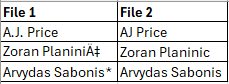 File 1 File 2
A.J. Price AJ Price
Zoran PlaniniÄ‡ Zoran Planinic
Arvydas Sabonis* Arvydas Sabonis